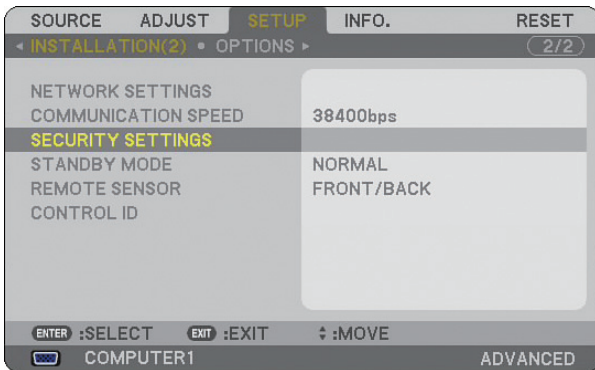 SOURCE ADJUST SETUP INFO. RESET
INSTALLATION(2) • OPTIONS 2/2
NETWORK SETTINGS
COMMUNICATION SPEED 38400bps
SECURITY SETTINGS
STANDBY MODE NORMAL
REMOTE SENSOR FRONT/BACK
CONTROL ID
ENTER :SELECT EXIT :EXIT :MOVE
COMPUTER1 ADVANCED